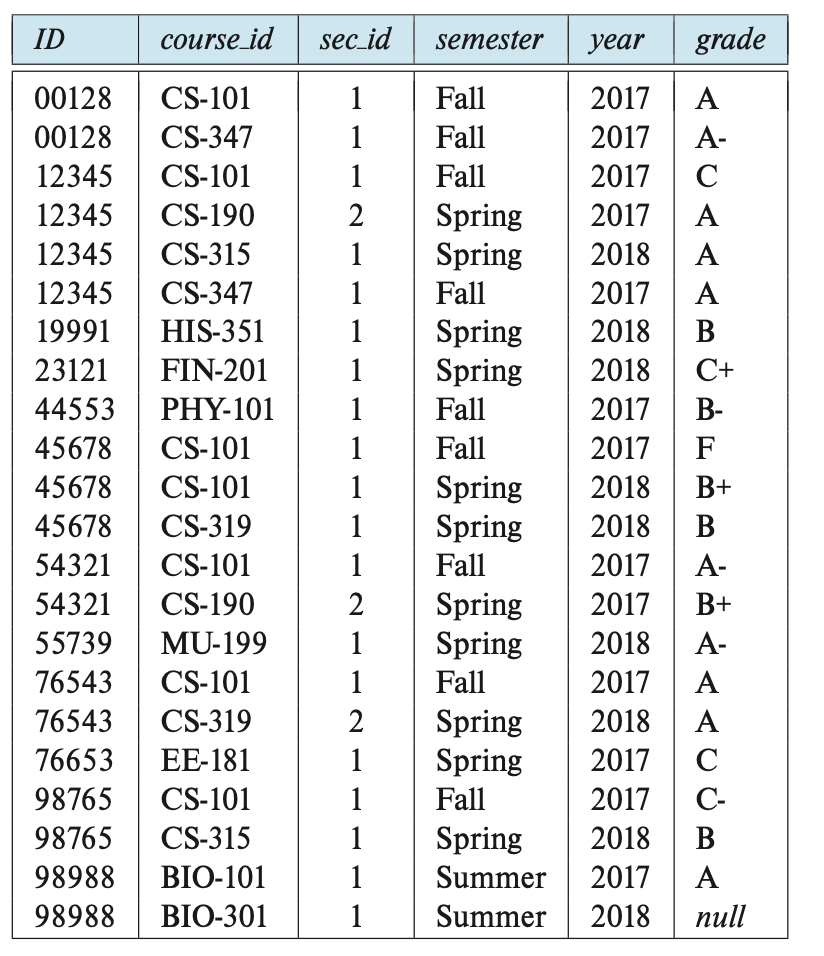 ID course_id sec_id semester year grade
00128 CS-101 1 Fall 2017 A
00128 CS-347 1 Fall 2017 A-
12345 CS-101 1 Fall 2017 C
12345 CS-190 2 Spring 2017 A
12345 CS-315 1 Spring 2018 A
12345 CS-347 1 Fall 2017 A
19991 HIS-351 1 Spring 2018 B
23121 FIN-201 1 Spring 2018 C+
44553 PHY-101 1 Fall 2017 B-
45678 CS-101 1 Fall 2017 F
45678 CS-101 1 Spring 2018 B+
45678 CS-319 1 Spring 2018 B
54321 CS-101 1 Fall 2017 A-
54321 CS-190 2 Spring 2017 B+
55739 MU-199 1 Spring 2018 A-
76543 CS-101 1 Fall 2017 A
76543 CS-319 2 Spring 2018 A
76653 EE-181 1 Spring 2017 C
98765 CS-101 1 Fall 2017 C-
98765 CS-315 1 Spring 2018 B
98988 BIO-101 1 Summer 2017 A
98988 BIO-301 1 Summer 2018 null